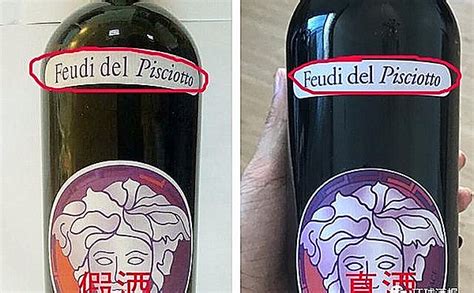 Feudi del Pisciotto
Feudi del Pisciotto
假酒
真酒